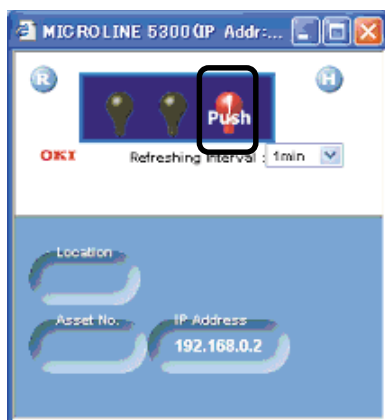 MICROLINE 5300(IP Addr:...
R
H
Push
OKI
Refreshing Interval : 1min
Location
Asset No.
IP Address
192.168.0.2